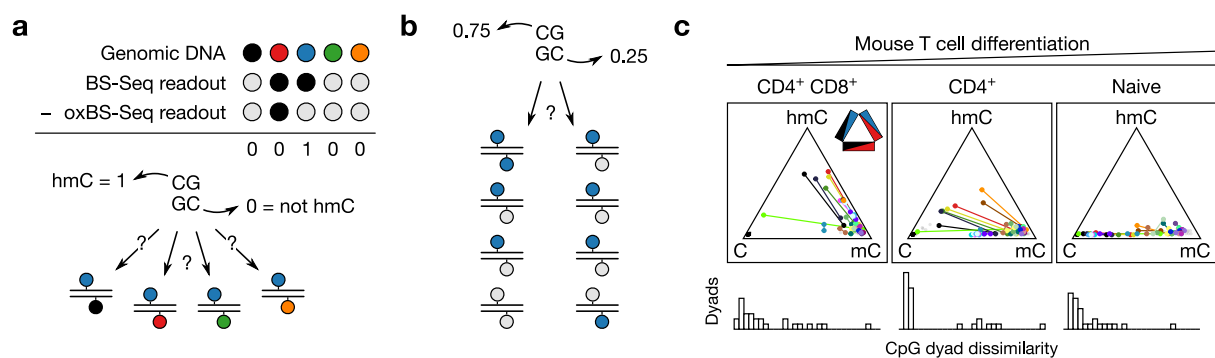 a
Genomic DNA
BS-Seq readout
– oxBS-Seq readout
0 0 1 0 0
hmC = 1
CG
GC
0 = not hmC
? ? ?
b
0.75
CG
GC
0.25
?
c
Mouse T cell differentiation
CD4+ CD8+
CD4+
Naive
hmC
hmC
hmC
C mC
C mC
C mC
Dyads
CpG dyad dissimilarity